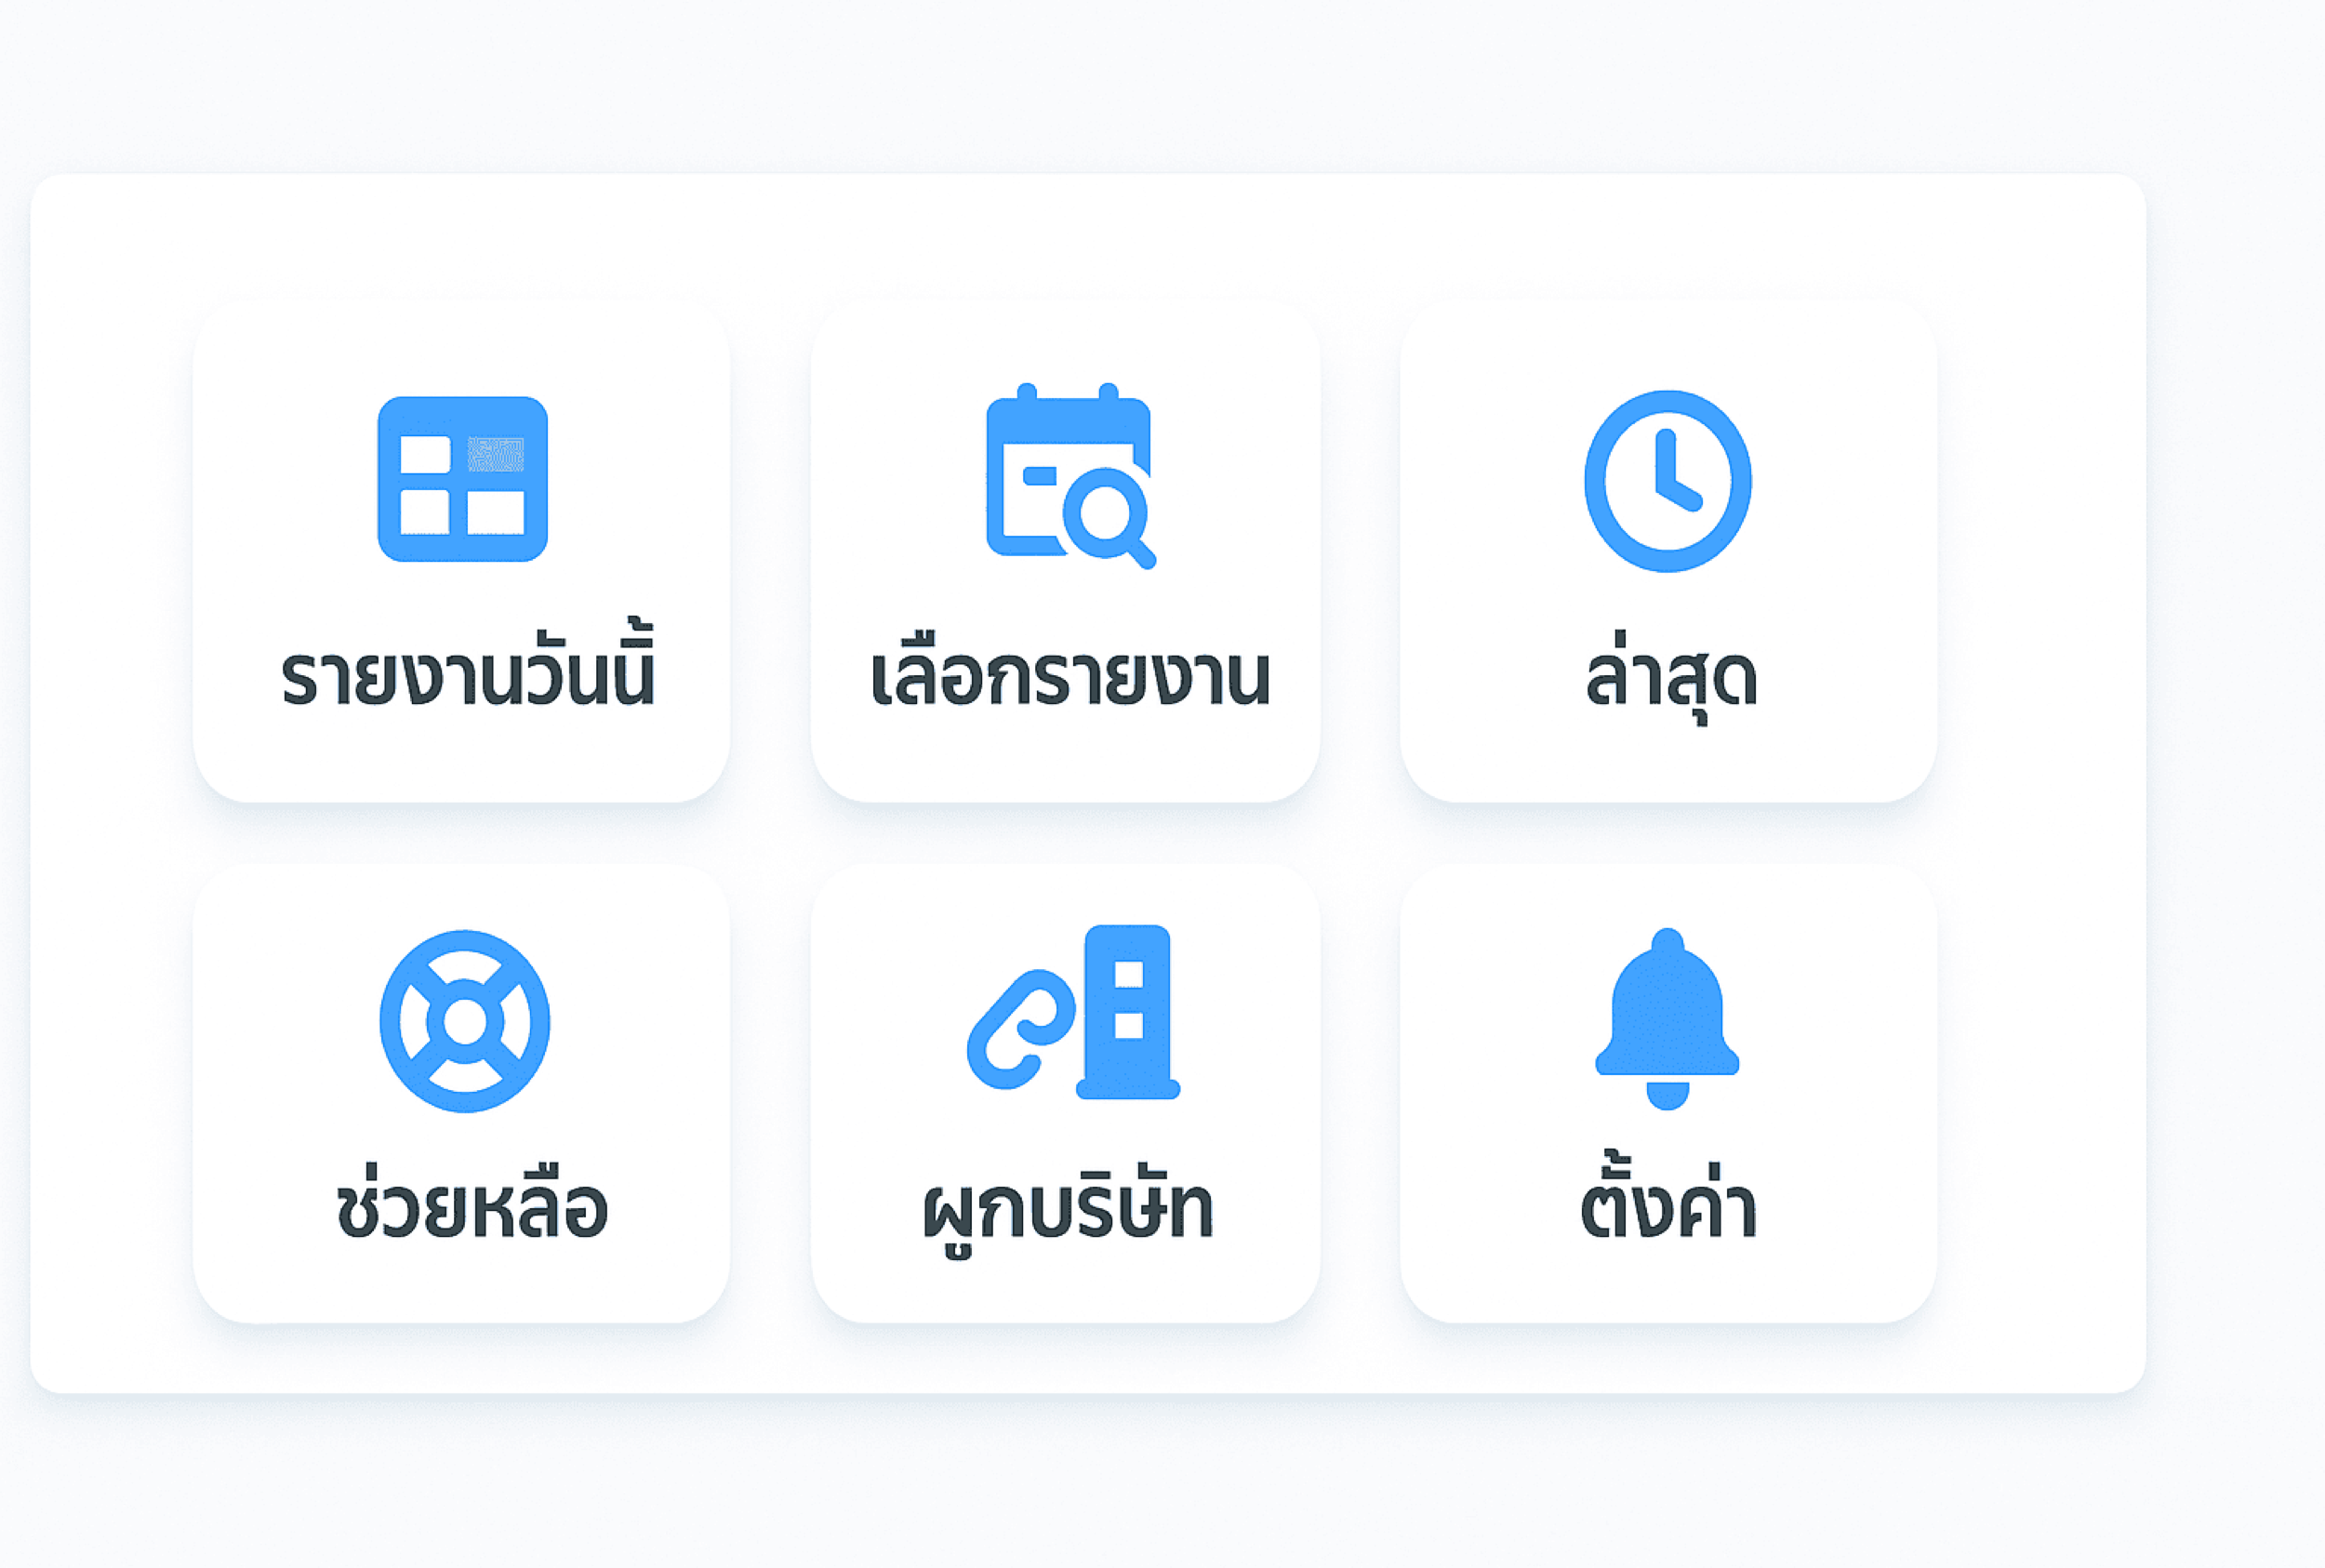 รายงานวันนี้
เลือกรายงาน
ล่าสุด
ช่วยหลือ
ผูกบริษัท
ตั้งค่า